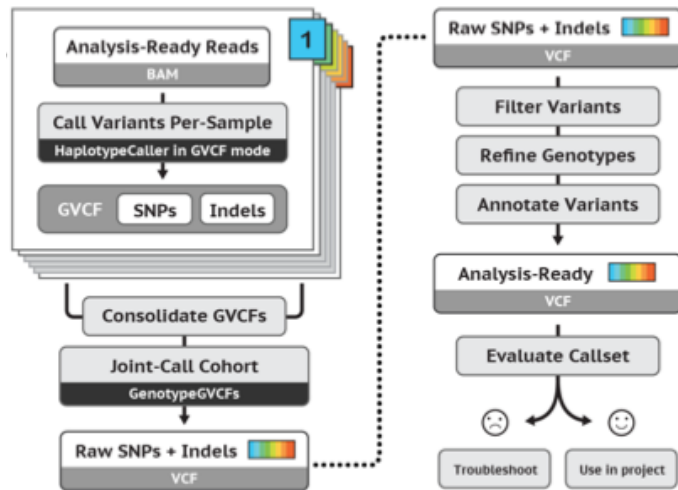 1
Analysis-Ready Reads
BAM
Call Variants Per-Sample
HaplotypeCaller in GVCF mode
GVCF SNPs Indels
Consolidate GVCFs
Joint-Call Cohort
GenotypeGVCFs
Raw SNPs + Indels
VCF
Raw SNPs + Indels
VCF
Filter Variants
Refine Genotypes
Annotate Variants
Analysis-Ready
VCF
Evaluate Callset
Troubleshoot
Use in project